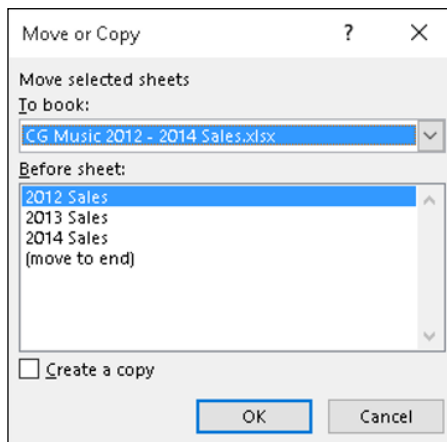 Move or Copy ?
Move selected sheets
To book:
CG Music 2012 - 2014 Sales.xlsx
Before sheet:
2012 Sales
2013 Sales
2014 Sales
(move to end)
Create a copy
OK Cancel